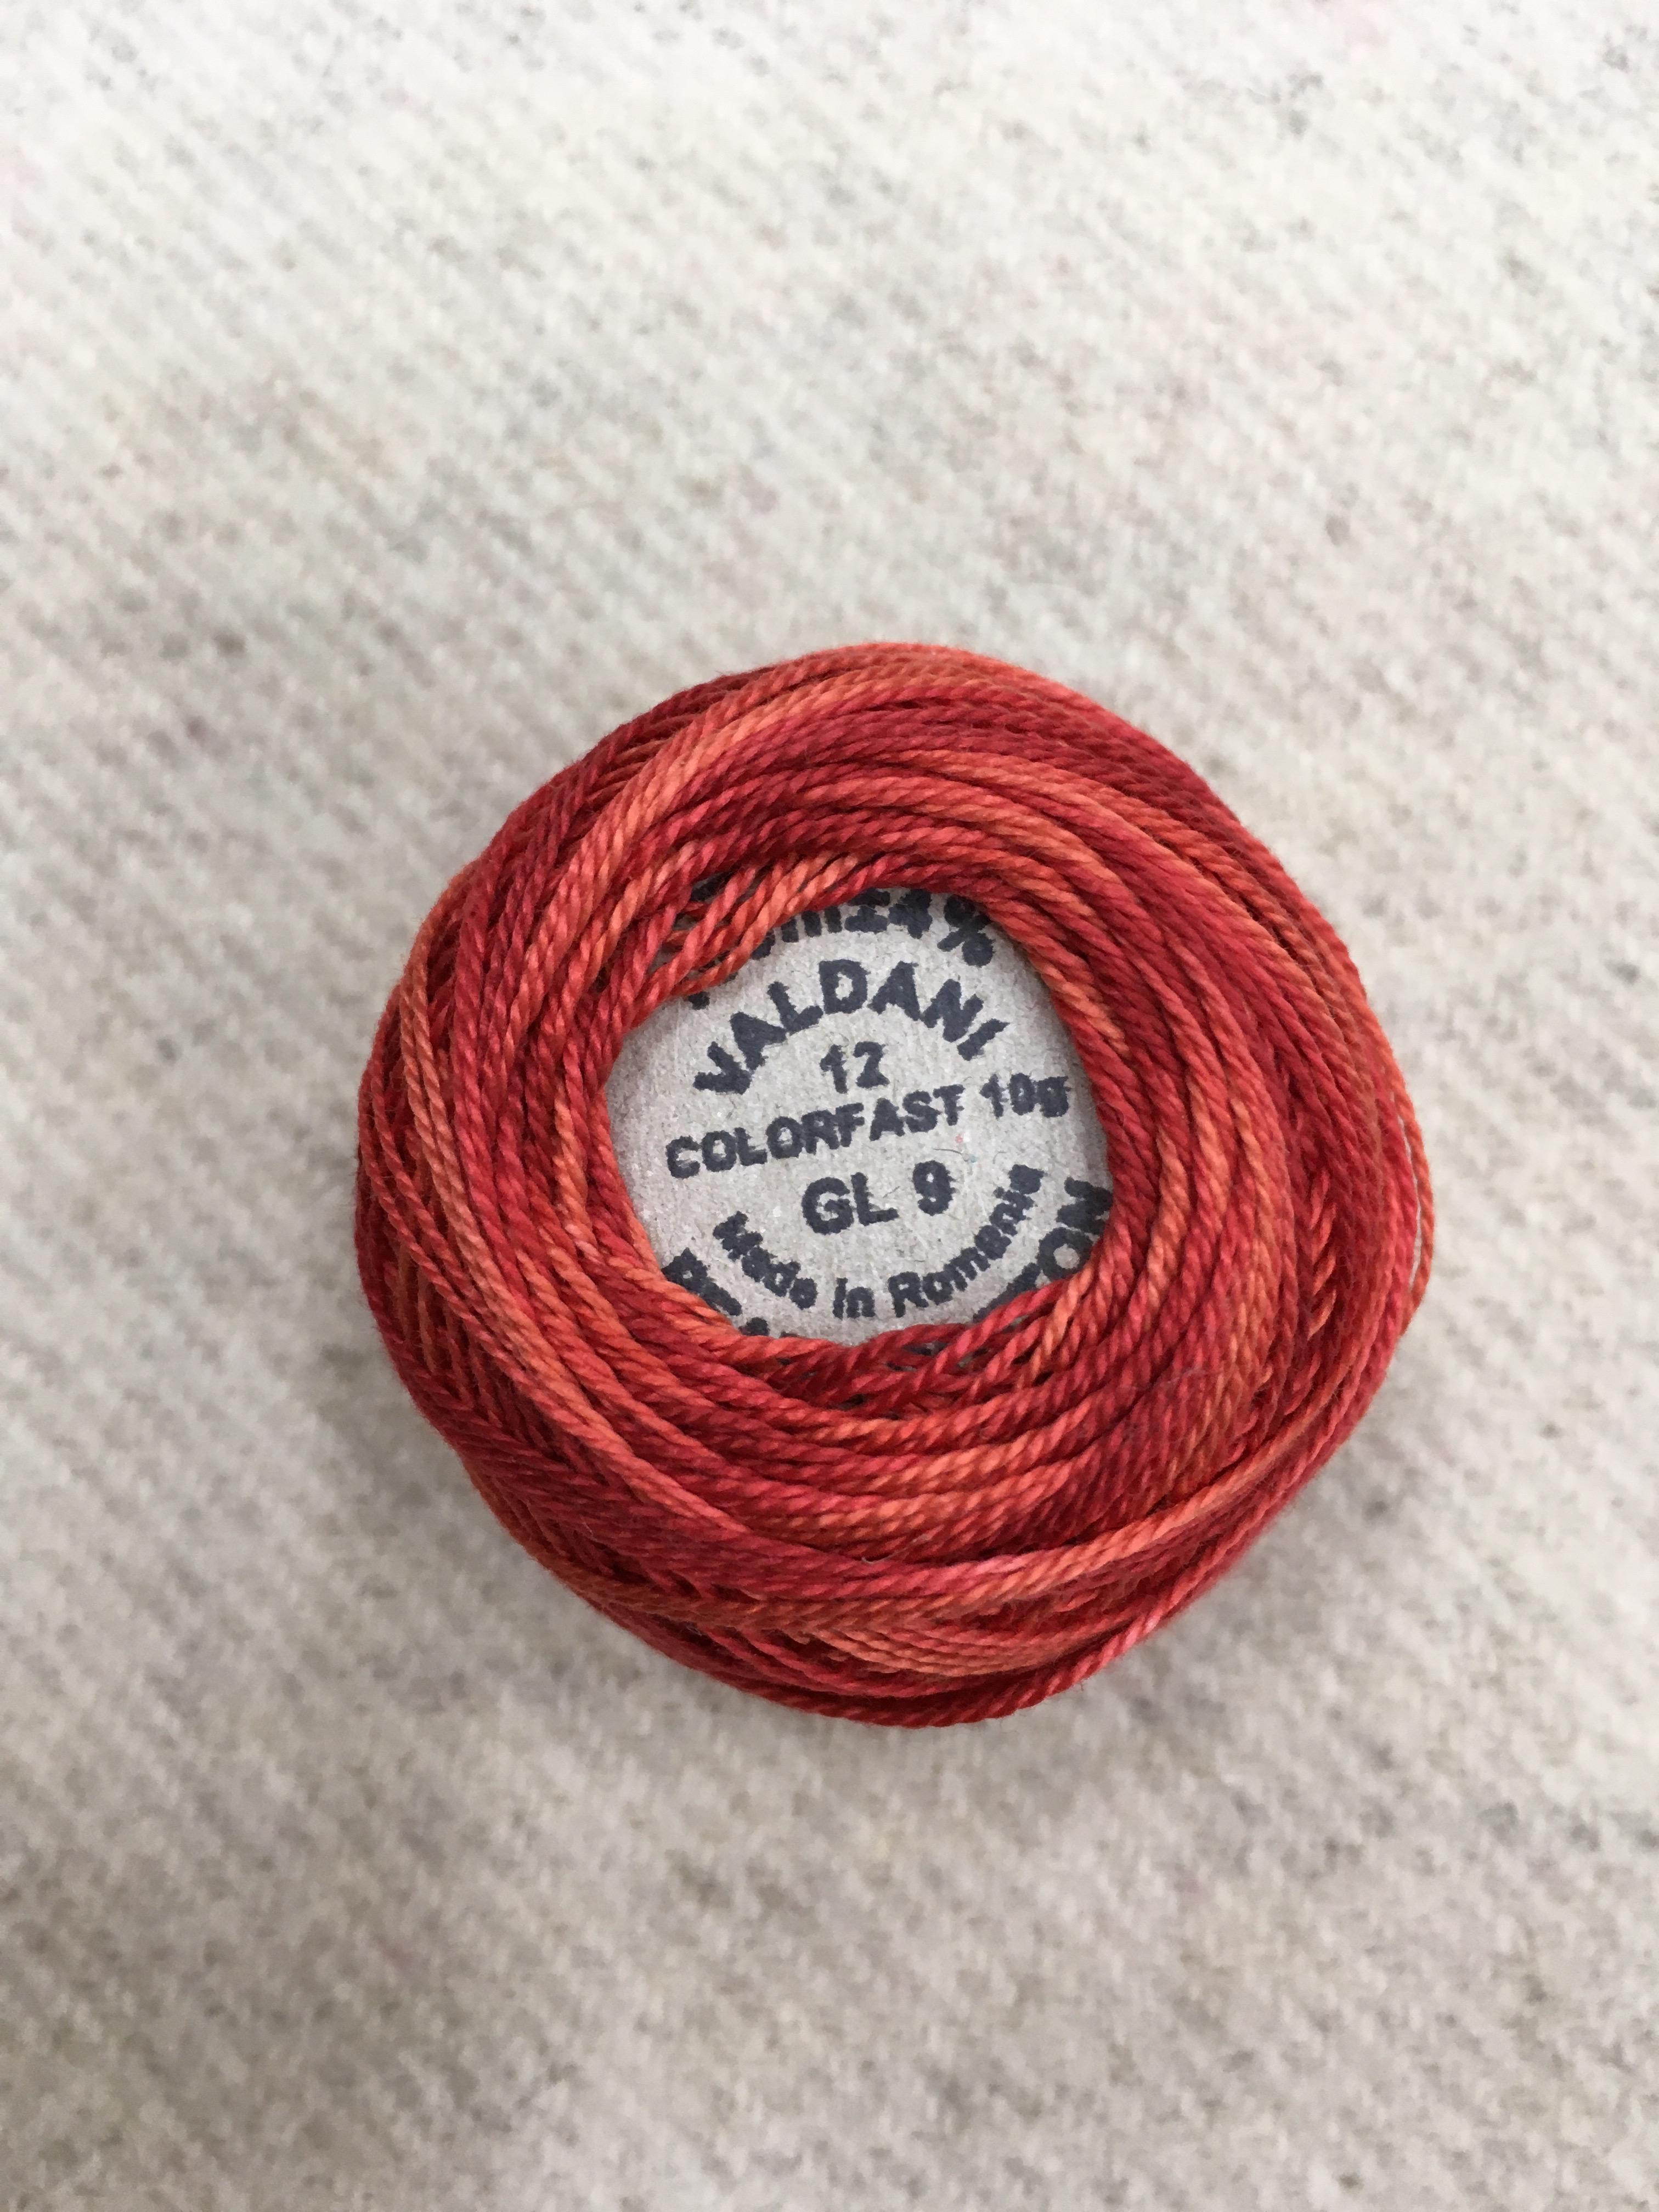 VALDANI
12
COLORFAST 10g
GL 9
Made in Romania